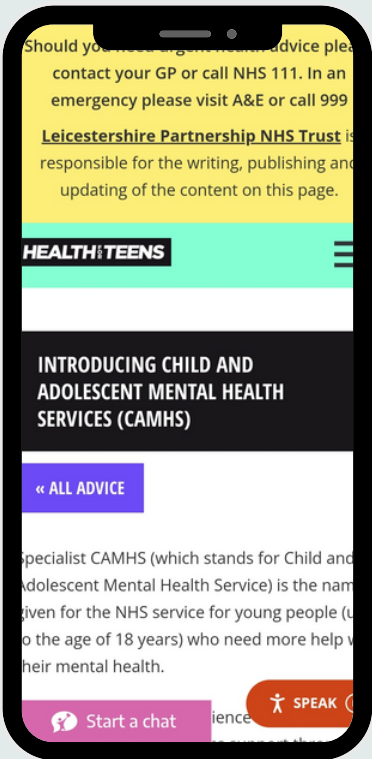 Should you need urgent health advice please
contact your GP or call NHS 111. In an
emergency please visit A&E or call 999
Leicestershire Partnership NHS Trust is
responsible for the writing, publishing and
updating of the content on this page.
HEALTH FOR TEENS
INTRODUCING CHILD AND
ADOLESCENT MENTAL HEALTH
SERVICES (CAMHS)
« ALL ADVICE
Specialist CAMHS (which stands for Child and
Adolescent Mental Health Service) is the nam
given for the NHS service for young people (u
o the age of 18 years) who need more help w
heir mental health.
Start a chat
ience
SPEAK